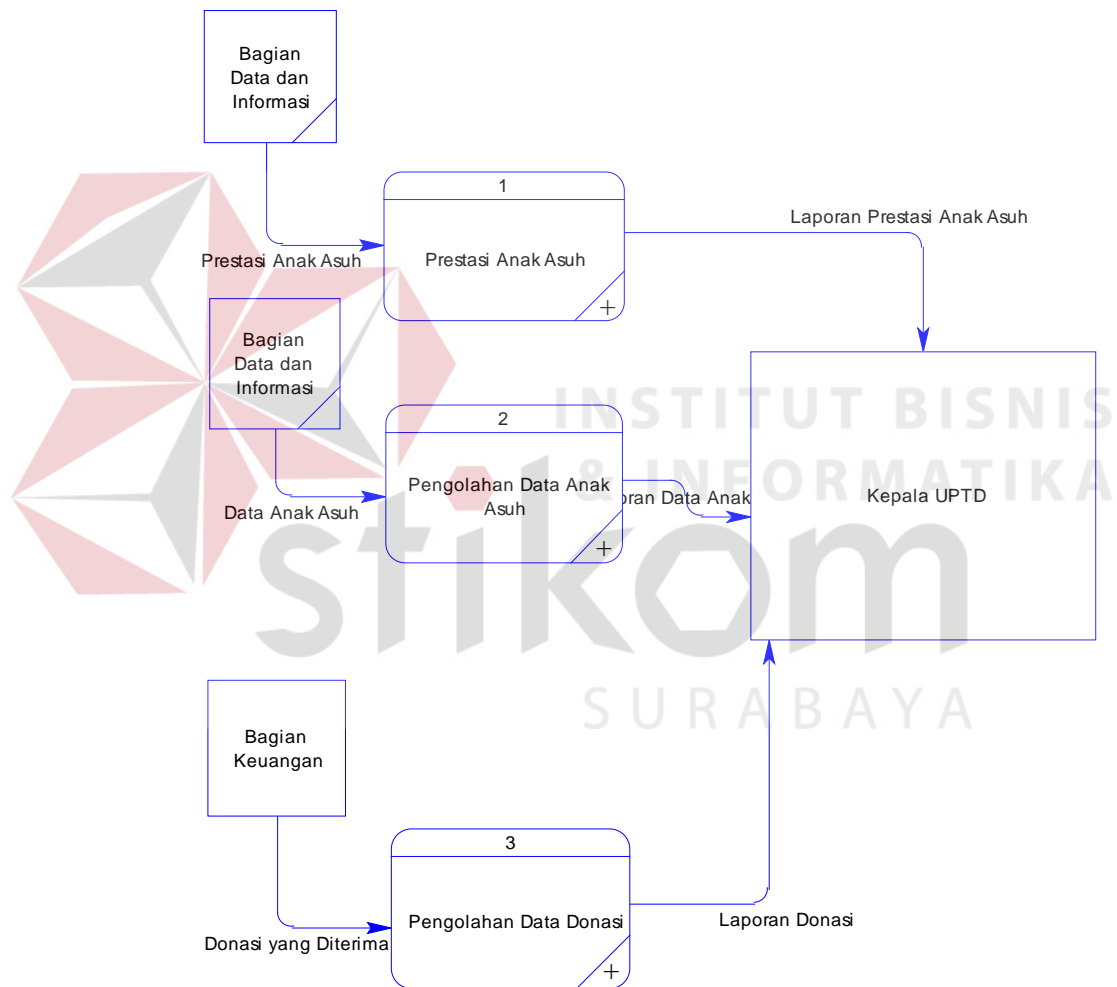 Bagian
Data dan
Informasi
1
Prestasi Anak Asuh
Laporan Prestasi Anak Asuh
Prestasi Anak Asuh
Bagian
Data dan
Informasi
2
Pengolahan Data Anak
Asuh
Data Anak Asuh
Data Anak
Kepala UPTD
INSTITUT BISNIS
& INFORMATIKA
stikom
SURABAYA
Bagian
Keuangan
3
Pengolahan Data Donasi
Donasi yang Diterima
Laporan Donasi